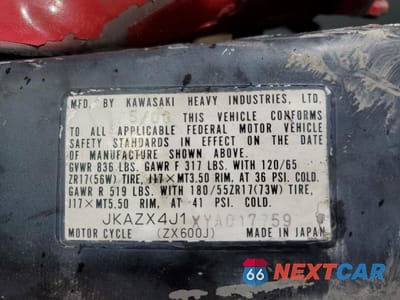 MFD. BY KAWASAKI HEAVY INDUSTRIES, LTD.
5/00 THIS VEHICLE CONFORMS
TO ALL APPLICABLE FEDERAL MOTOR VEHICLE
SAFETY STANDARDS IN EFFECT ON THE DATE
OF MANUFACTURE SHOWN ABOVE.
GVWR 836 LBS. GAWR F 317 LBS. WITH 120/65
ZR17(56W) TIRE, J17×MT3.50 RIM, AT 36 PSI. COLD.
GAWR R 519 LBS. WITH 180/55ZR17(73W) TIRE,
J17×MT5.50 RIM, AT 41 PSI. COLD.
JKAZX4J1
MOTOR CYCLE (ZX600J) MADE IN JAPAN
66 NEXTCAR